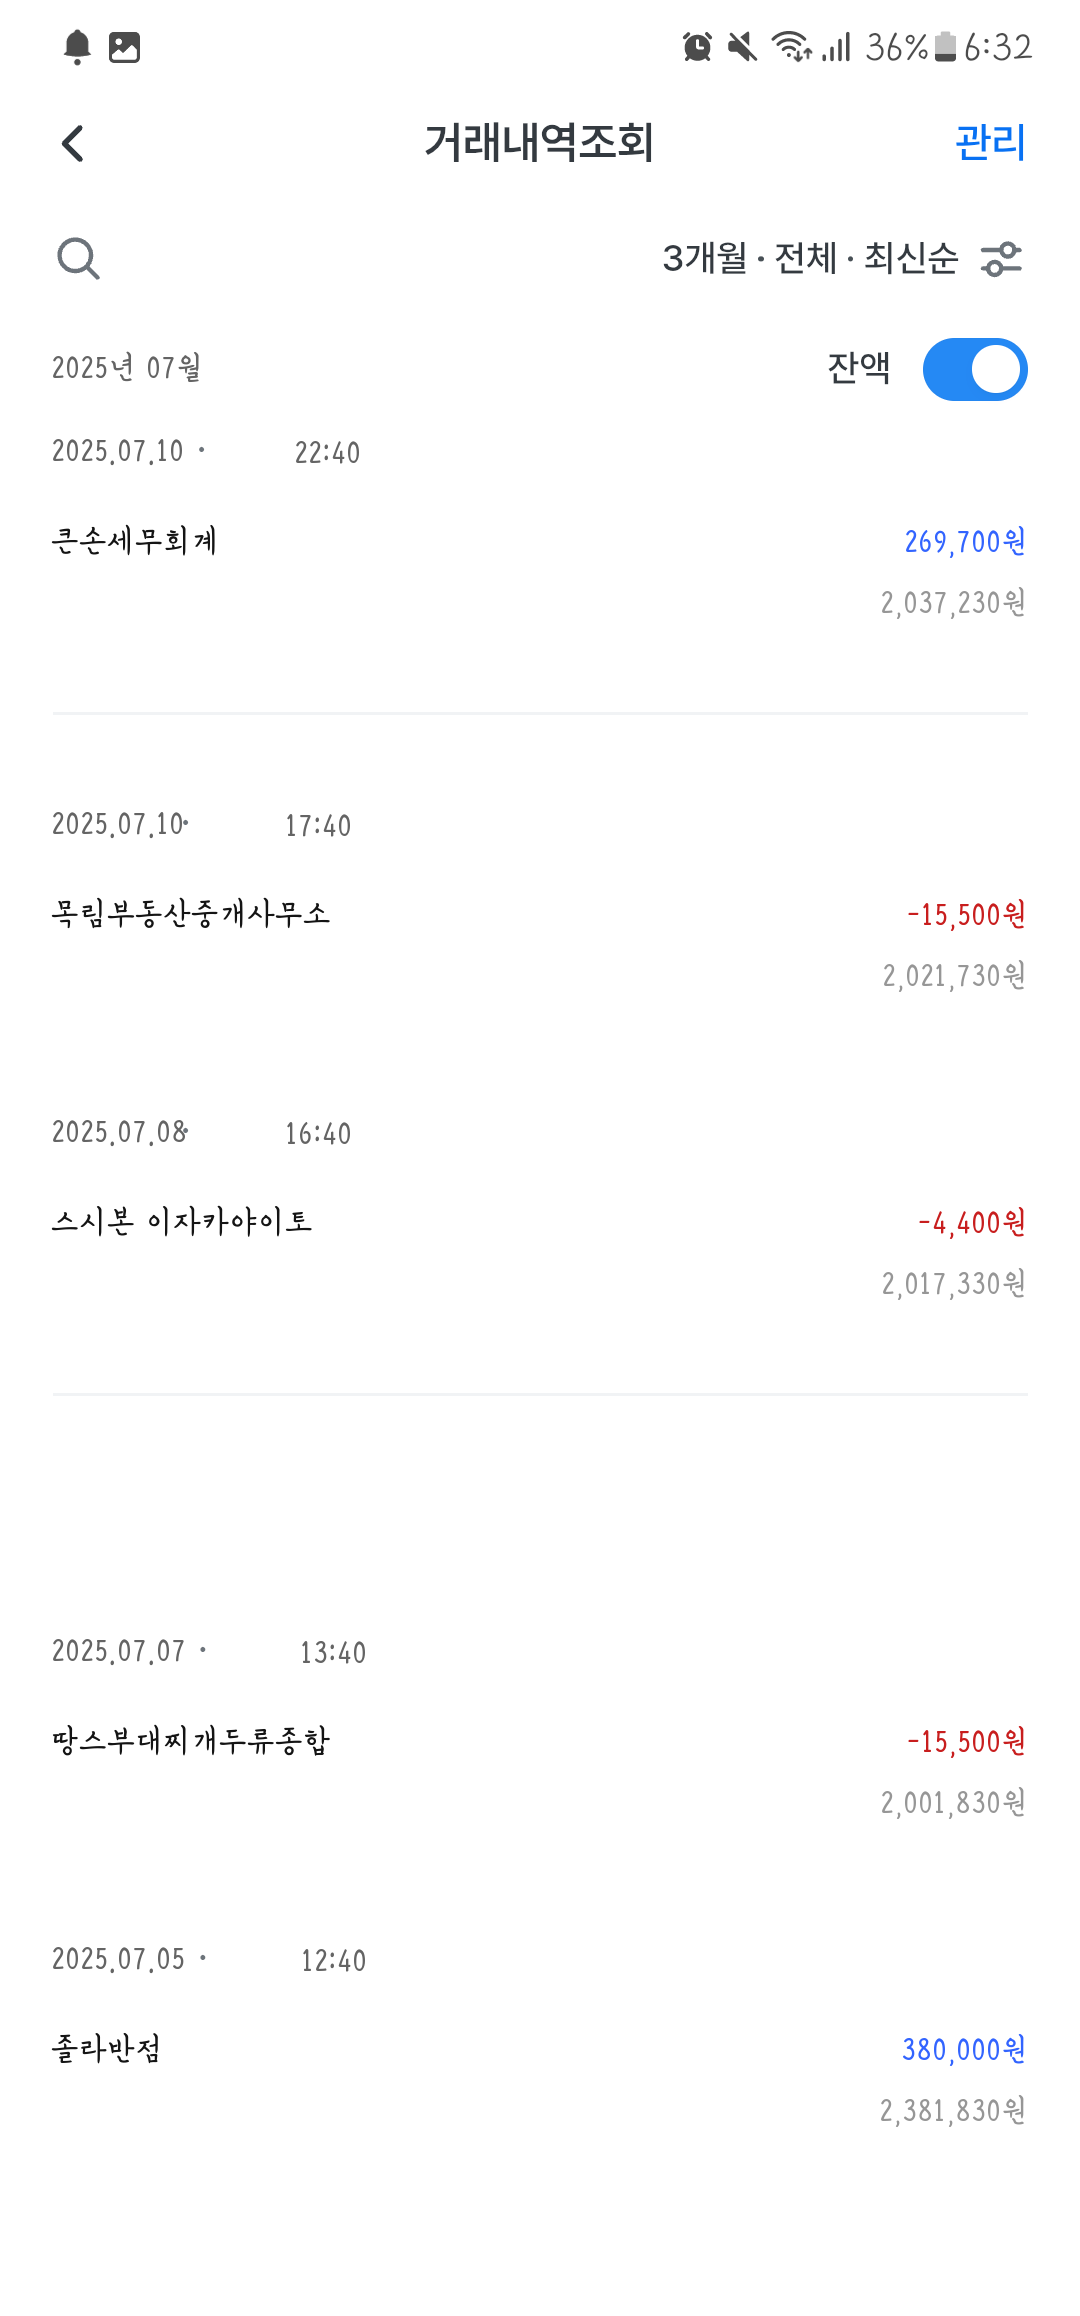 36% 6:32
거래내역조회 관리
3개월 · 전체 · 최신순
2025년 07월 잔액
2025.07.10 · 22:40
큰손세무회계 269,700원
2,037,230원
2025.07.10· 17:40
목림부동산중개사무소 -15,500원
2,021,730원
2025.07.08· 16:40
스시본 이자카야이토 -4,400원
2,017,330원
2025.07.07 · 13:40
땅스부대찌개두류종합 -15,500원
2,001,830원
2025.07.05 · 12:40
졸라반점 380,000원
2,381,830원